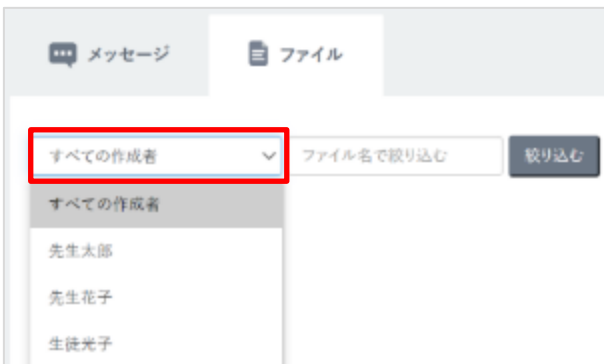 メッセージ ファイル
すべての作成者 ファイル名で絞り込む 絞り込む
すべての作成者
先生太郎
先生花子
生徒光子